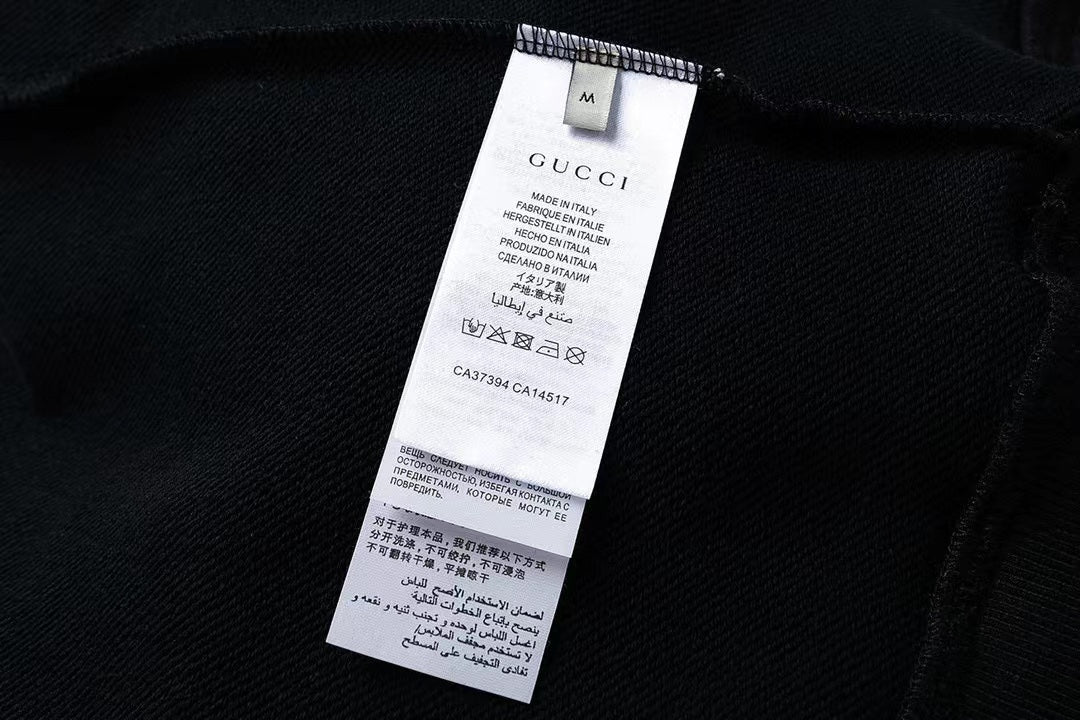 M
GUCCI
MADE IN ITALY
FABRIQUE EN ITALIE
HERGESTELLT IN ITALIEN
HECHO EN ITALIA
PRODUZIDO NA ITALIA
СДЕЛАНО В ИТАЛИИ
イタリア製
产地:意大利
صنع في إيطاليا
CA37394 CA14517
ВЕЩЬ СЛЕДУЕТ НОСИТЬ С БОЛЬШОЙ
ОСТОРОЖНОСТЬЮ, ИЗБЕГАЯ КОНТАКТА С
ПРЕДМЕТАМИ, КОТОРЫЕ МОГУТ ЕЕ
ПОВРЕДИТЬ.
对于护理本品，我们推荐以下方式
分开洗涤，不可绞拧，不可浸泡
不可翻转干燥，平摊晾干
لضمان الاستخدام الأصح للباس
ينصح بإتباع الخطوات التالية:
اغسل اللباس لوحده و تجنب ثنيه و نقعه و
لا تستخدم مجفف الملابس/
تفادى التجفيف على المسطح